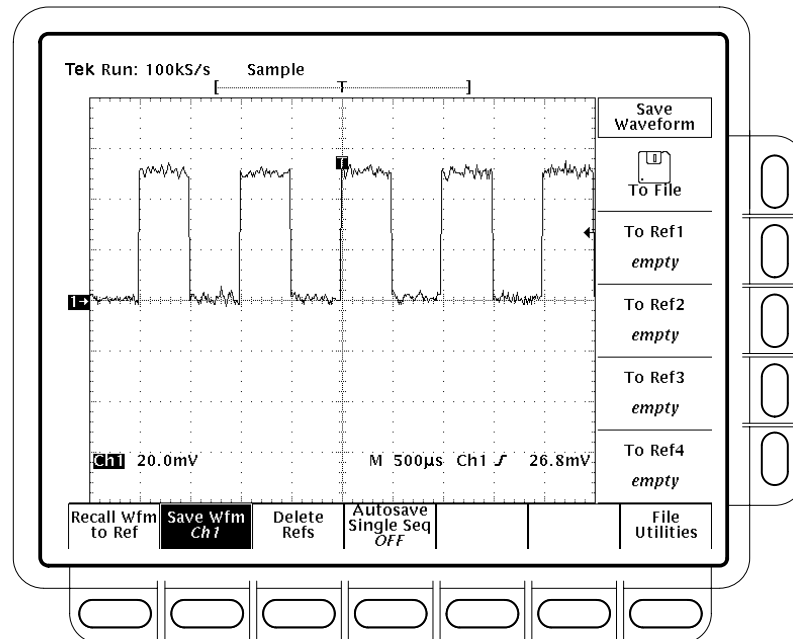 Tek Run: 100kS/s Sample
[ T ]
T
1→
Ch1 20.0mV M 500µs Ch1 26.8mV
Save
Waveform
To File
To Ref1
empty
To Ref2
empty
To Ref3
empty
To Ref4
empty
Recall Wfm
to Ref
Save Wfm
Ch1
Delete
Refs
Autosave
Single Seq
OFF
File
Utilities